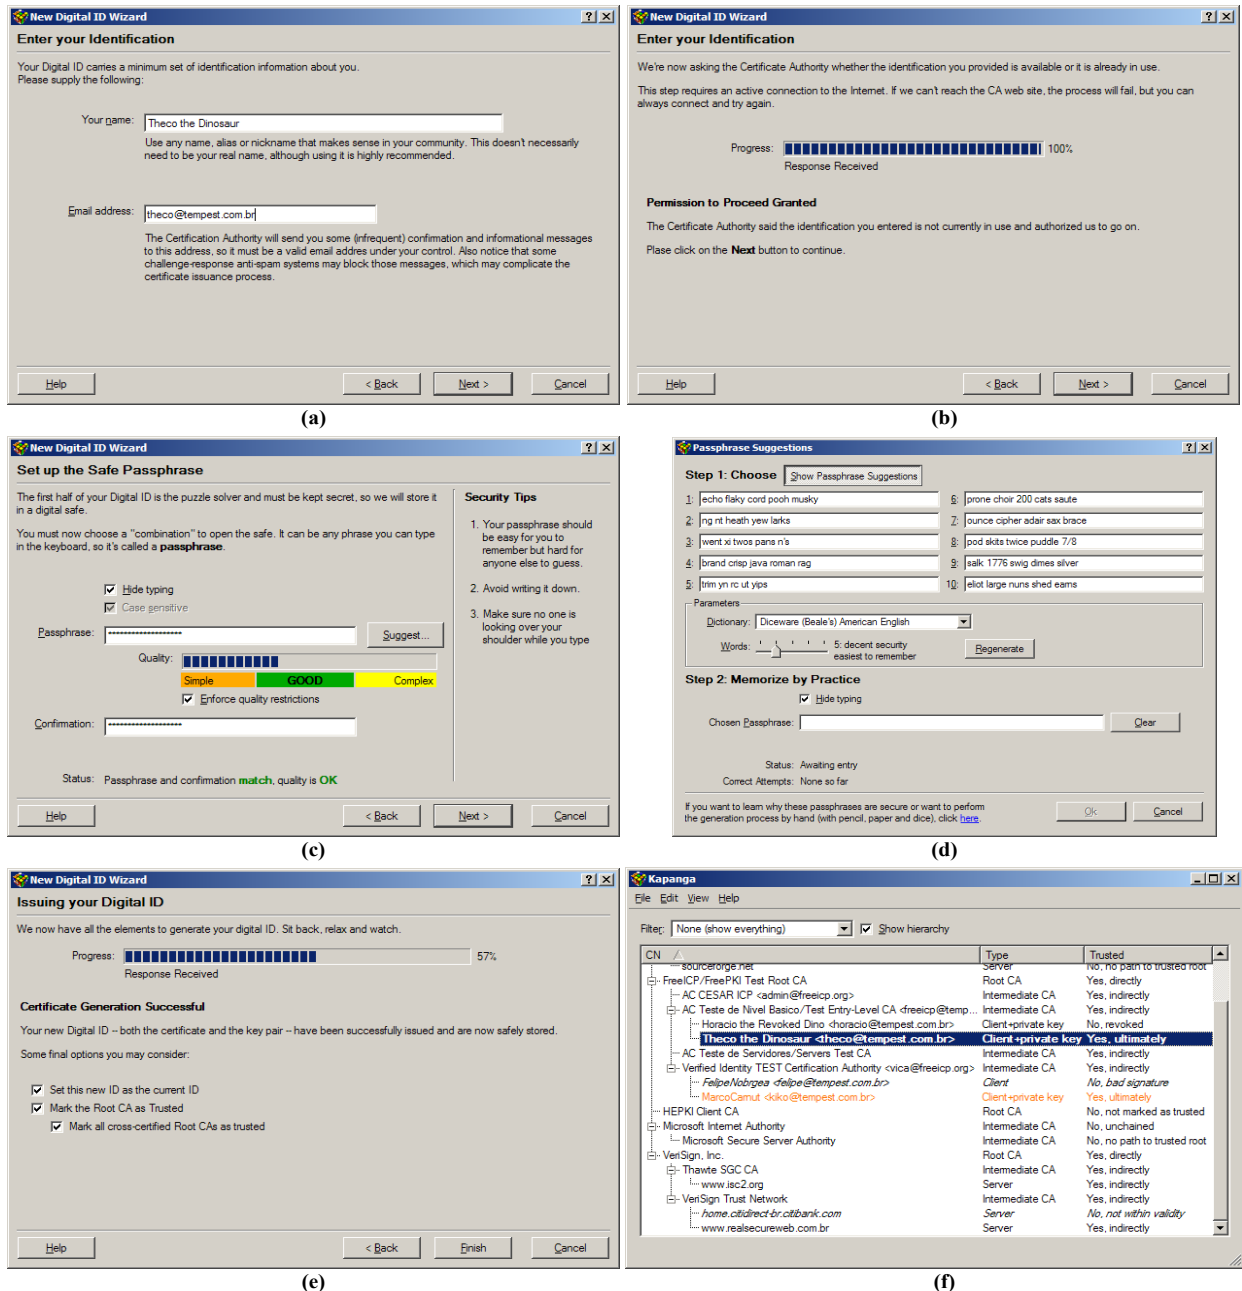 New Digital ID Wizard
Enter your Identification
Your Digital ID carries a minimum set of identification information about you.
Please supply the following:
Your name: Theco the Dinosaur
Use any name, alias or nickname that makes sense in your community. This doesn't necessarily
need to be your real name, although using it is highly recommended.
Email address: theco@tempest.com.br
The Certification Authority will send you some (infrequent) confirmation and informational messages
to this address, so it must be a valid email addres under your control. Also notice that some
challenge-response anti-spam systems may block those messages, which may complicate the
certificate issuance process.
Help < Back Next > Cancel
(a)
New Digital ID Wizard
Enter your Identification
We're now asking the Certificate Authority whether the identification you provided is available or it is already in use.
This step requires an active connection to the Internet. If we can't reach the CA web site, the process will fail, but you can
always connect and try again.
Progress: 100%
Response Received
Permission to Proceed Granted
The Certificate Authority said the identification you entered is not currently in use and authorized us to go on.
Plase click on the Next button to continue.
Help < Back Next > Cancel
(b)
New Digital ID Wizard
Set up the Safe Passphrase
The first half of your Digital ID is the puzzle solver and must be kept secret, so we will store it
in a digital safe.
You must now choose a "combination" to open the safe. It can be any phrase you can type
in the keyboard, so it's called a passphrase.
Hide typing
Case sensitive
Passphrase: ******************* Suggest...
Quality:
Simple GOOD Complex
Enforce quality restrictions
Confirmation: *******************
Status: Passphrase and confirmation match, quality is OK
Security Tips
1. Your passphrase should
be easy for you to
remember but hard for
anyone else to guess.
2. Avoid writing it down.
3. Make sure no one is
looking over your
shoulder while you type
Help < Back Next > Cancel
(c)
Passphrase Suggestions
Step 1: Choose Show Passphrase Suggestions
1: echo flaky cord pooh musky
2: ng nt heath yew larks
3: went xi twos pans n's
4: brand crisp java roman rag
5: trim yn rc ut yips
6: prone choir 200 cats saute
7: ounce cipher adair sax brace
8: pod skits twice puddle 7/8
9: salk 1776 swig dimes silver
10: eliot large nuns shed earns
Parameters
Dictionary: Diceware (Beale's) American English
Words: 5: decent security
easiest to remember
Regenerate
Step 2: Memorize by Practice
Hide typing
Chosen Passphrase: Clear
Status: Awaiting entry
Correct Attempts: None so far
If you want to learn why these passphrases are secure or want to perform
the generation process by hand (with pencil, paper and dice), click here.
Ok Cancel
(d)
New Digital ID Wizard
Issuing your Digital ID
We now have all the elements to generate your digital ID. Sit back, relax and watch.
Progress: 57%
Response Received
Certificate Generation Successful
Your new Digital ID -- both the certificate and the key pair -- have been successfully issued and are now safely stored.
Some final options you may consider:
Set this new ID as the current ID
Mark the Root CA as Trusted
Mark all cross-certified Root CAs as trusted
Help < Back Finish Cancel
(e)
Kapanga
File Edit View Help
Filter: None (show everything) Show hierarchy
CN Type Trusted
sourceforge.net Server No, no path to trusted root
FreeICP/FreePKI Test Root CA Root CA Yes, directly
AC CESAR ICP <admin@freeicp.org> Intermediate CA Yes, indirectly
AC Teste de Nivel Basico/Test Entry-Level CA <freeicp@temp... Intermediate CA Yes, indirectly
Horacio the Revoked Dino <horacio@tempest.com.br> Client+private key No, revoked
Theco the Dinosaur <theco@tempest.com.br> Client+private key Yes, ultimately
AC Teste de Servidores/Servers Test CA Intermediate CA Yes, indirectly
Verified Identity TEST Certification Authority <vica@freeicp.org> Intermediate CA Yes, indirectly
FelipeNobrgea <felipe@tempest.com.br> Client No, bad signature
MarcoCarnut <kiko@tempest.com.br> Client+private key Yes, ultimately
HEPKI Client CA Root CA No, not marked as trusted
Microsoft Internet Authority Intermediate CA No, unchained
Microsoft Secure Server Authority Intermediate CA No, no path to trusted root
VeriSign, Inc. Root CA Yes, directly
Thawte SGC CA Intermediate CA Yes, indirectly
www.isc2.org Server Yes, indirectly
VeriSign Trust Network Intermediate CA Yes, indirectly
home.citidirect-br.citibank.com Server No, not within validity
www.realsecureweb.com.br Server Yes, indirectly
(f)